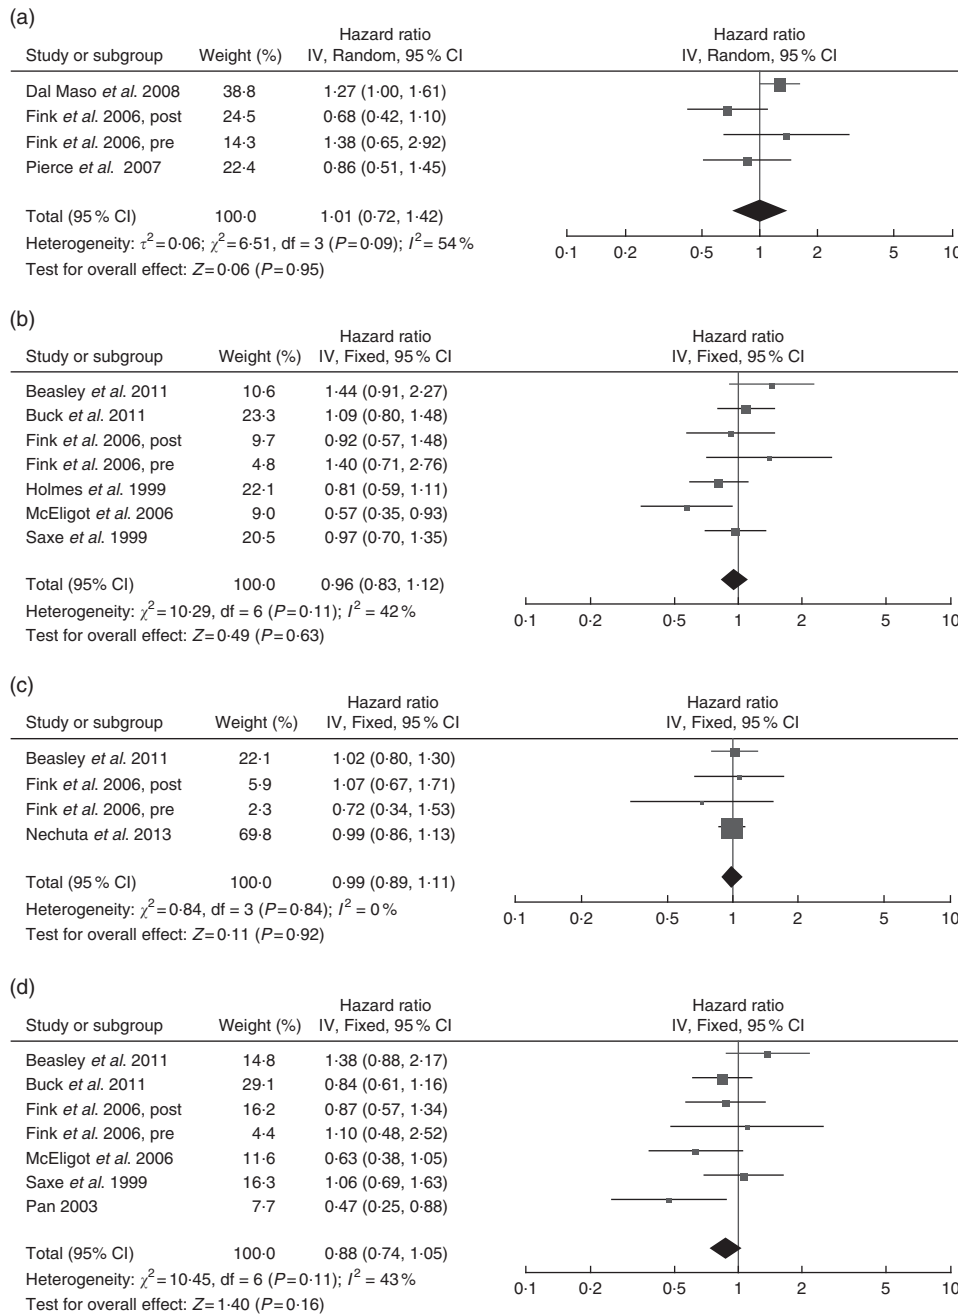 (a)
Hazard ratio Hazard ratio
Study or subgroup Weight (%) IV, Random, 95 % CI IV, Random, 95 % CI
Dal Maso et al. 2008 38·8 1·27 (1·00, 1·61)
Fink et al. 2006, post 24·5 0·68 (0·42, 1·10)
Fink et al. 2006, pre 14·3 1·38 (0·65, 2·92)
Pierce et al. 2007 22·4 0·86 (0·51, 1·45)
Total (95 % CI) 100·0 1·01 (0·72, 1·42)
Heterogeneity: τ²=0·06; χ²=6·51, df = 3 (P=0·09); I²= 54 %
0·1 0·2 0·5 1 2 5 10
Test for overall effect: Z=0·06 (P=0·95)
(b)
Hazard ratio Hazard ratio
Study or subgroup Weight (%) IV, Fixed, 95 % CI IV, Fixed, 95 % CI
Beasley et al. 2011 10·6 1·44 (0·91, 2·27)
Buck et al. 2011 23·3 1·09 (0·80, 1·48)
Fink et al. 2006, post 9·7 0·92 (0·57, 1·48)
Fink et al. 2006, pre 4·8 1·40 (0·71, 2·76)
Holmes et al. 1999 22·1 0·81 (0·59, 1·11)
McEligot et al. 2006 9·0 0·57 (0·35, 0·93)
Saxe et al. 1999 20·5 0·97 (0·70, 1·35)
Total (95% CI) 100·0 0·96 (0·83, 1·12)
Heterogeneity: χ²=10·29, df = 6 (P=0·11); I²= 42 %
0·1 0·2 0·5 1 2 5 10
Test for overall effect: Z=0·49 (P=0·63)
(c)
Hazard ratio Hazard ratio
Study or subgroup Weight (%) IV, Fixed, 95 % CI IV, Fixed, 95 % CI
Beasley et al. 2011 22·1 1·02 (0·80, 1·30)
Fink et al. 2006, post 5·9 1·07 (0·67, 1·71)
Fink et al. 2006, pre 2·3 0·72 (0·34, 1·53)
Nechuta et al. 2013 69·8 0·99 (0·86, 1·13)
Total (95 % CI) 100·0 0·99 (0·89, 1·11)
Heterogeneity: χ²=0·84, df = 3 (P=0·84); I²= 0 %
0·1 0·2 0·5 1 2 5 10
Test for overall effect: Z=0·11 (P=0·92)
(d)
Hazard ratio Hazard ratio
Study or subgroup Weight (%) IV, Fixed, 95 % CI IV, Fixed, 95 % CI
Beasley et al. 2011 14·8 1·38 (0·88, 2·17)
Buck et al. 2011 29·1 0·84 (0·61, 1·16)
Fink et al. 2006, post 16·2 0·87 (0·57, 1·34)
Fink et al. 2006, pre 4·4 1·10 (0·48, 2·52)
McEligot et al. 2006 11·6 0·63 (0·38, 1·05)
Saxe et al. 1999 16·3 1·06 (0·69, 1·63)
Pan 2003 7·7 0·47 (0·25, 0·88)
Total (95% CI) 100·0 0·88 (0·74, 1·05)
Heterogeneity: χ²=10·45, df = 6 (P=0·11); I²= 43 %
0·1 0·2 0·5 1 2 5 10
Test for overall effect: Z=1·40 (P=0·16)